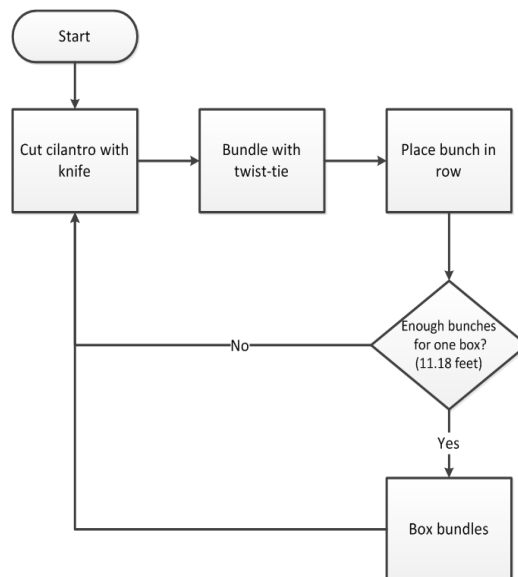 Start
Cut cilantro with
knife
Bundle with
twist-tie
Place bunch in
row
Enough bunches
for one box?
(11.18 feet)
No
Yes
Box bundles